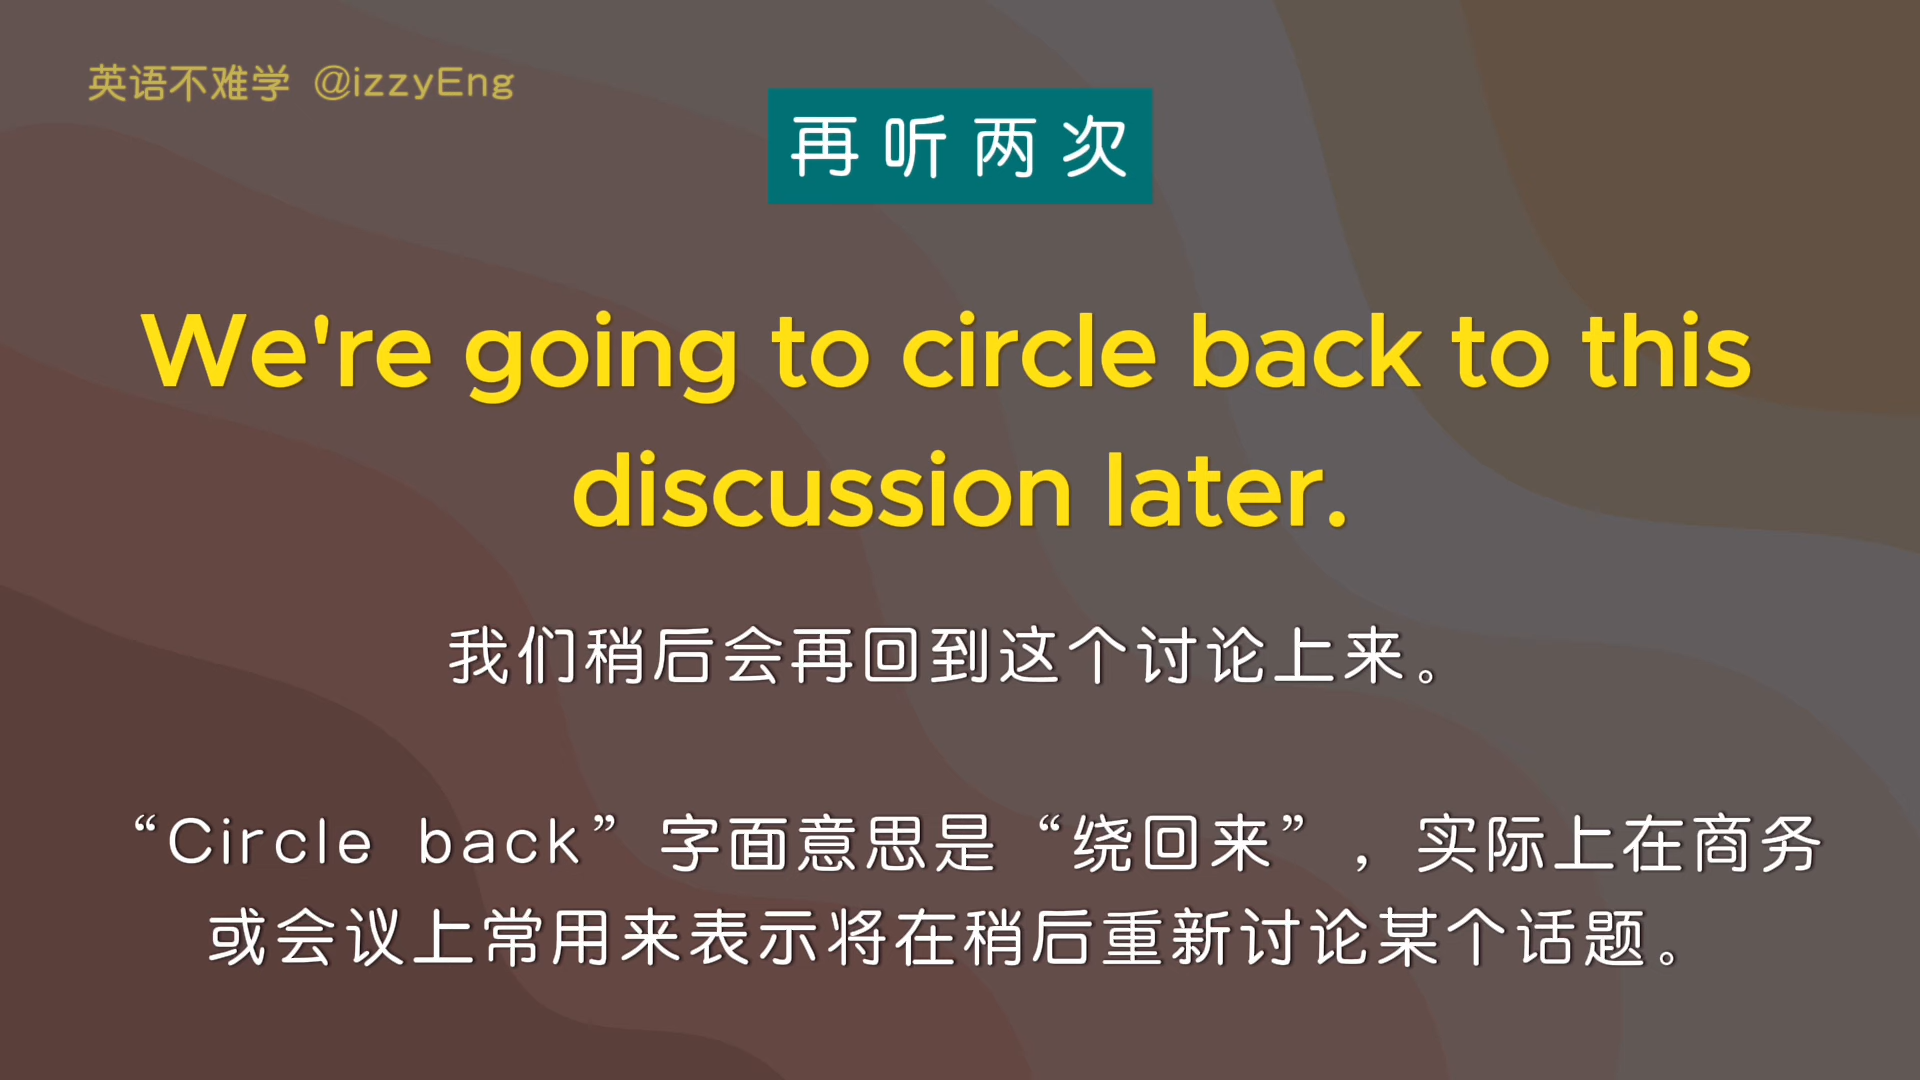 英语不难学 @izzyEng
再听两次
We're going to circle back to this
discussion later.
我们稍后会再回到这个讨论上来。
“Circle back”字面意思是“绕回来”，实际上在商务
或会议上常用来表示将在稍后重新讨论某个话题。